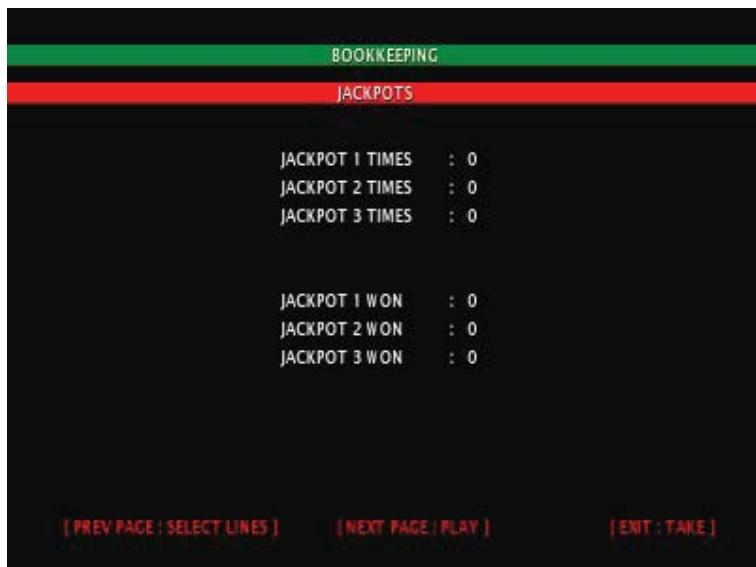 BOOKKEEPING
JACKPOTS
JACKPOT 1 TIMES : 0
JACKPOT 2 TIMES : 0
JACKPOT 3 TIMES : 0
JACKPOT 1 WON : 0
JACKPOT 2 WON : 0
JACKPOT 3 WON : 0
[ PREV PAGE : SELECT LINES ] [ NEXT PAGE : PLAY ] [ EXIT : TAKE ]